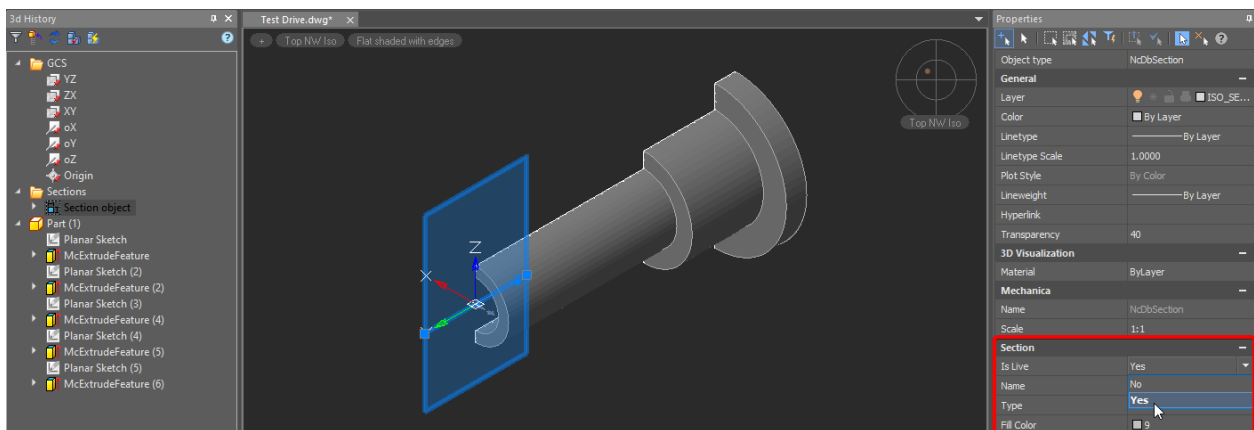 3d History
Test Drive.dwg*
Properties
+ Top NW Iso Flat shaded with edges
GCS
YZ
ZX
XY
oX
oY
oZ
Origin
Sections
Section object
Part (1)
Planar Sketch
McExtrudeFeature
Planar Sketch (2)
McExtrudeFeature (2)
Planar Sketch (3)
McExtrudeFeature (4)
Planar Sketch (4)
McExtrudeFeature (5)
Planar Sketch (5)
McExtrudeFeature (6)
Z
X
Top NW Iso
Object type NcDbSection
General
Layer ISO_SE...
Color By Layer
Linetype By Layer
Linetype Scale 1.0000
Plot Style By Color
Lineweight By Layer
Hyperlink
Transparency 40
3D Visualization
Material ByLayer
Mechanica
Name NcDbSection
Scale 1:1
Section
Is Live Yes
Name No
Type Yes
Fill Color 9